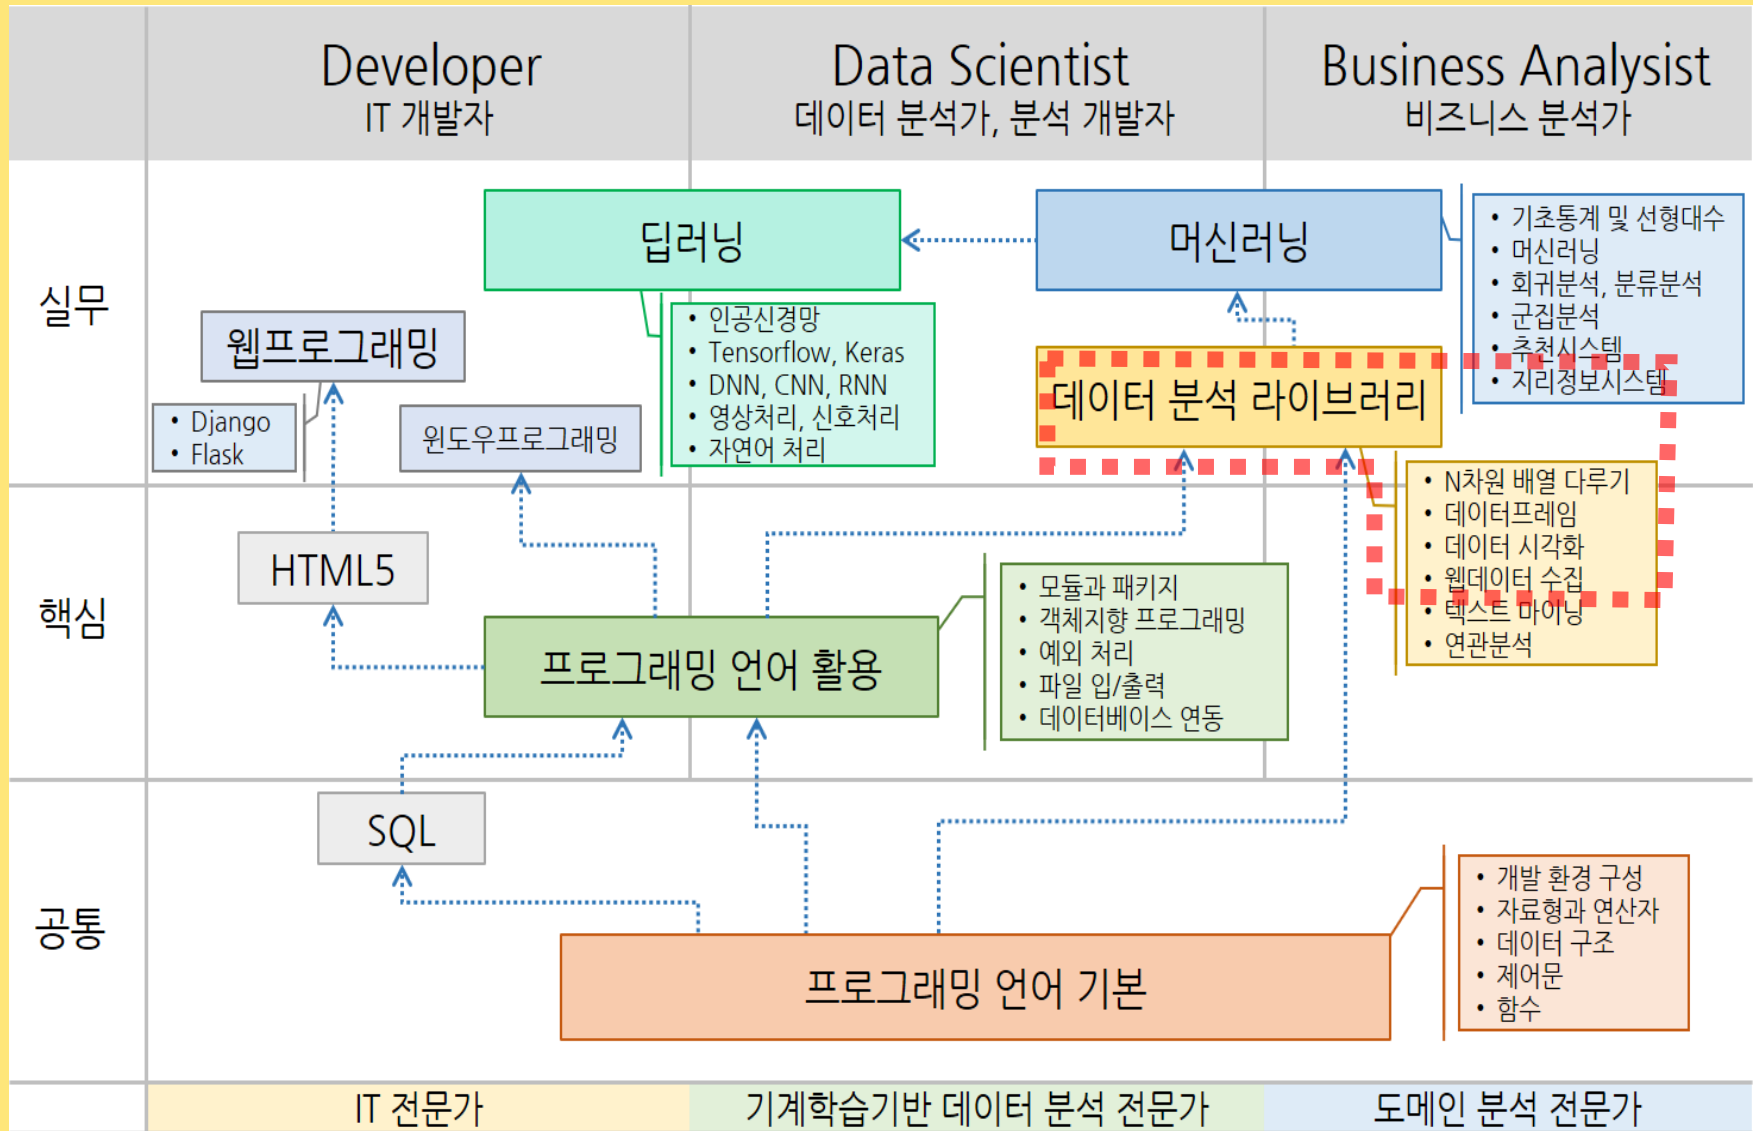 Developer
IT 개발자
Data Scientist
데이터 분석가, 분석 개발자
Business Analysist
비즈니스 분석가
실무
딥러닝
머신러닝
• 기초통계 및 선형대수
• 머신러닝
• 회귀분석, 분류분석
• 군집분석
• 추천시스템
• 지리정보시스템
웹프로그래밍
• Django
• Flask
윈도우프로그래밍
• 인공신경망
• Tensorflow, Keras
• DNN, CNN, RNN
• 영상처리, 신호처리
• 자연어 처리
데이터 분석 라이브러리
• N차원 배열 다루기
• 데이터프레임
• 데이터 시각화
• 웹데이터 수집
• 텍스트 마이닝
• 연관분석
핵심
HTML5
프로그래밍 언어 활용
• 모듈과 패키지
• 객체지향 프로그래밍
• 예외 처리
• 파일 입/출력
• 데이터베이스 연동
공통
SQL
프로그래밍 언어 기본
• 개발 환경 구성
• 자료형과 연산자
• 데이터 구조
• 제어문
• 함수
IT 전문가
기계학습기반 데이터 분석 전문가
도메인 분석 전문가